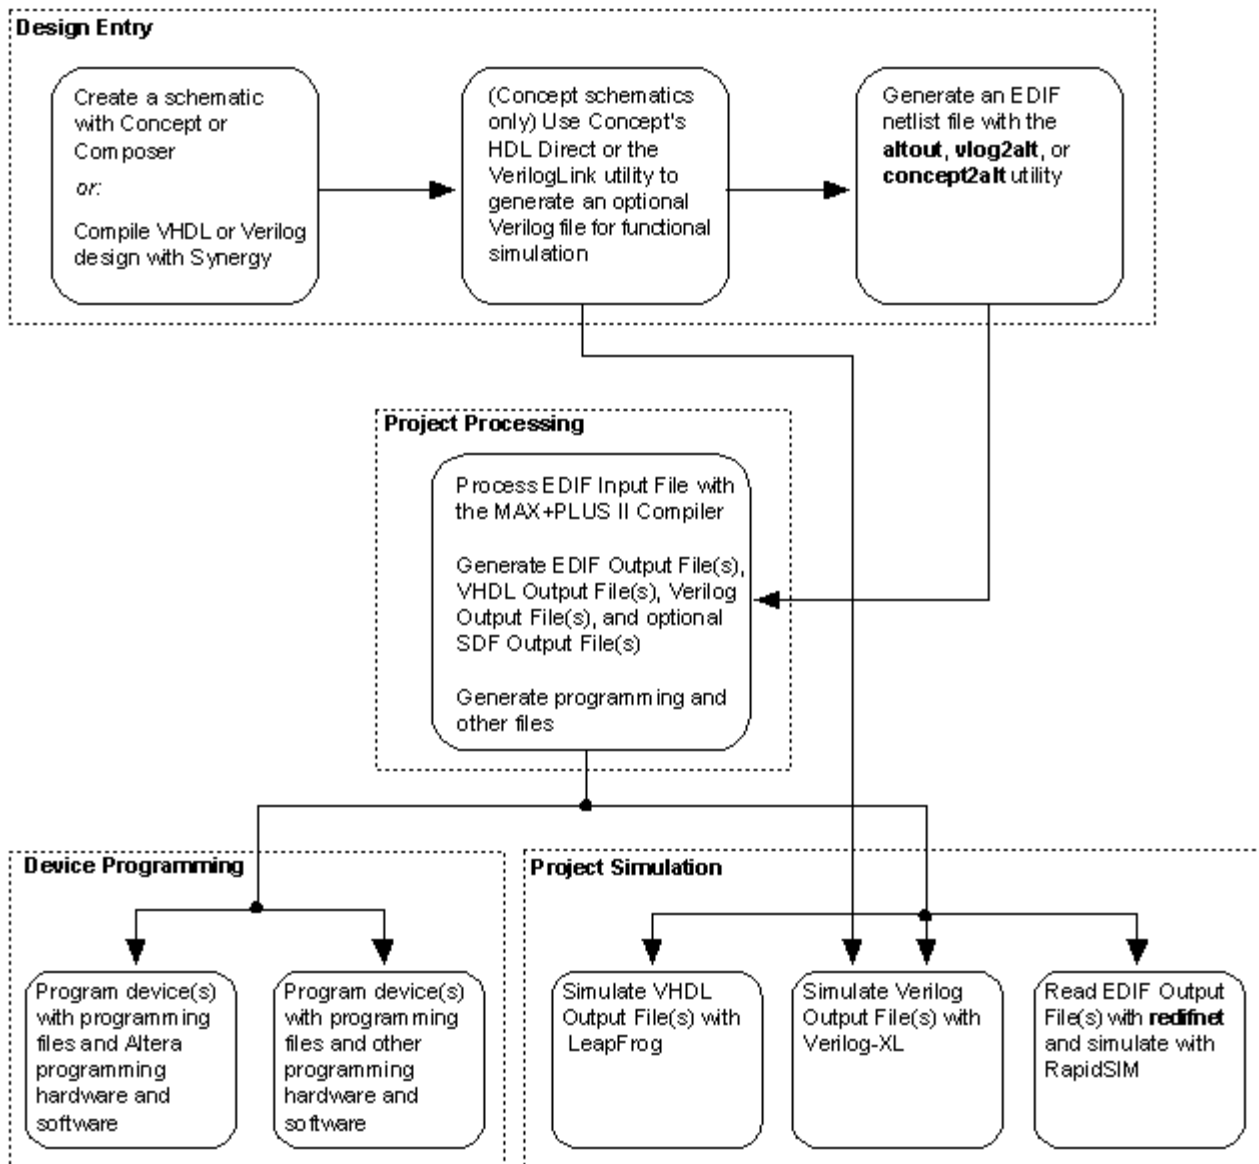 Design Entry
Create a schematic
with Concept or
Composer
or:
Compile VHDL or Verilog
design with Synergy
(Concept schematics
only) Use Concept's
HDL Direct or the
VerilogLink utility to
generate an optional
Verilog file for functional
simulation
Generate an EDIF
netlist file with the
altout, vlog2alt, or
concept2alt utility
Project Processing
Process EDIF Input File with
the MAX+PLUS II Compiler
Generate EDIF Output File(s),
VHDL Output File(s), Verilog
Output File(s), and optional
SDF Output File(s)
Generate programming and
other files
Device Programming
Program device(s)
with programming
files and Altera
programming
hardware and
software
Program device(s)
with programming
files and other
programming
hardware and
software
Project Simulation
Simulate VHDL
Output File(s) with
LeapFrog
Simulate Verilog
Output File(s) with
Verilog-XL
Read EDIF Output
File(s) with redifnet
and simulate with
RapidSIM